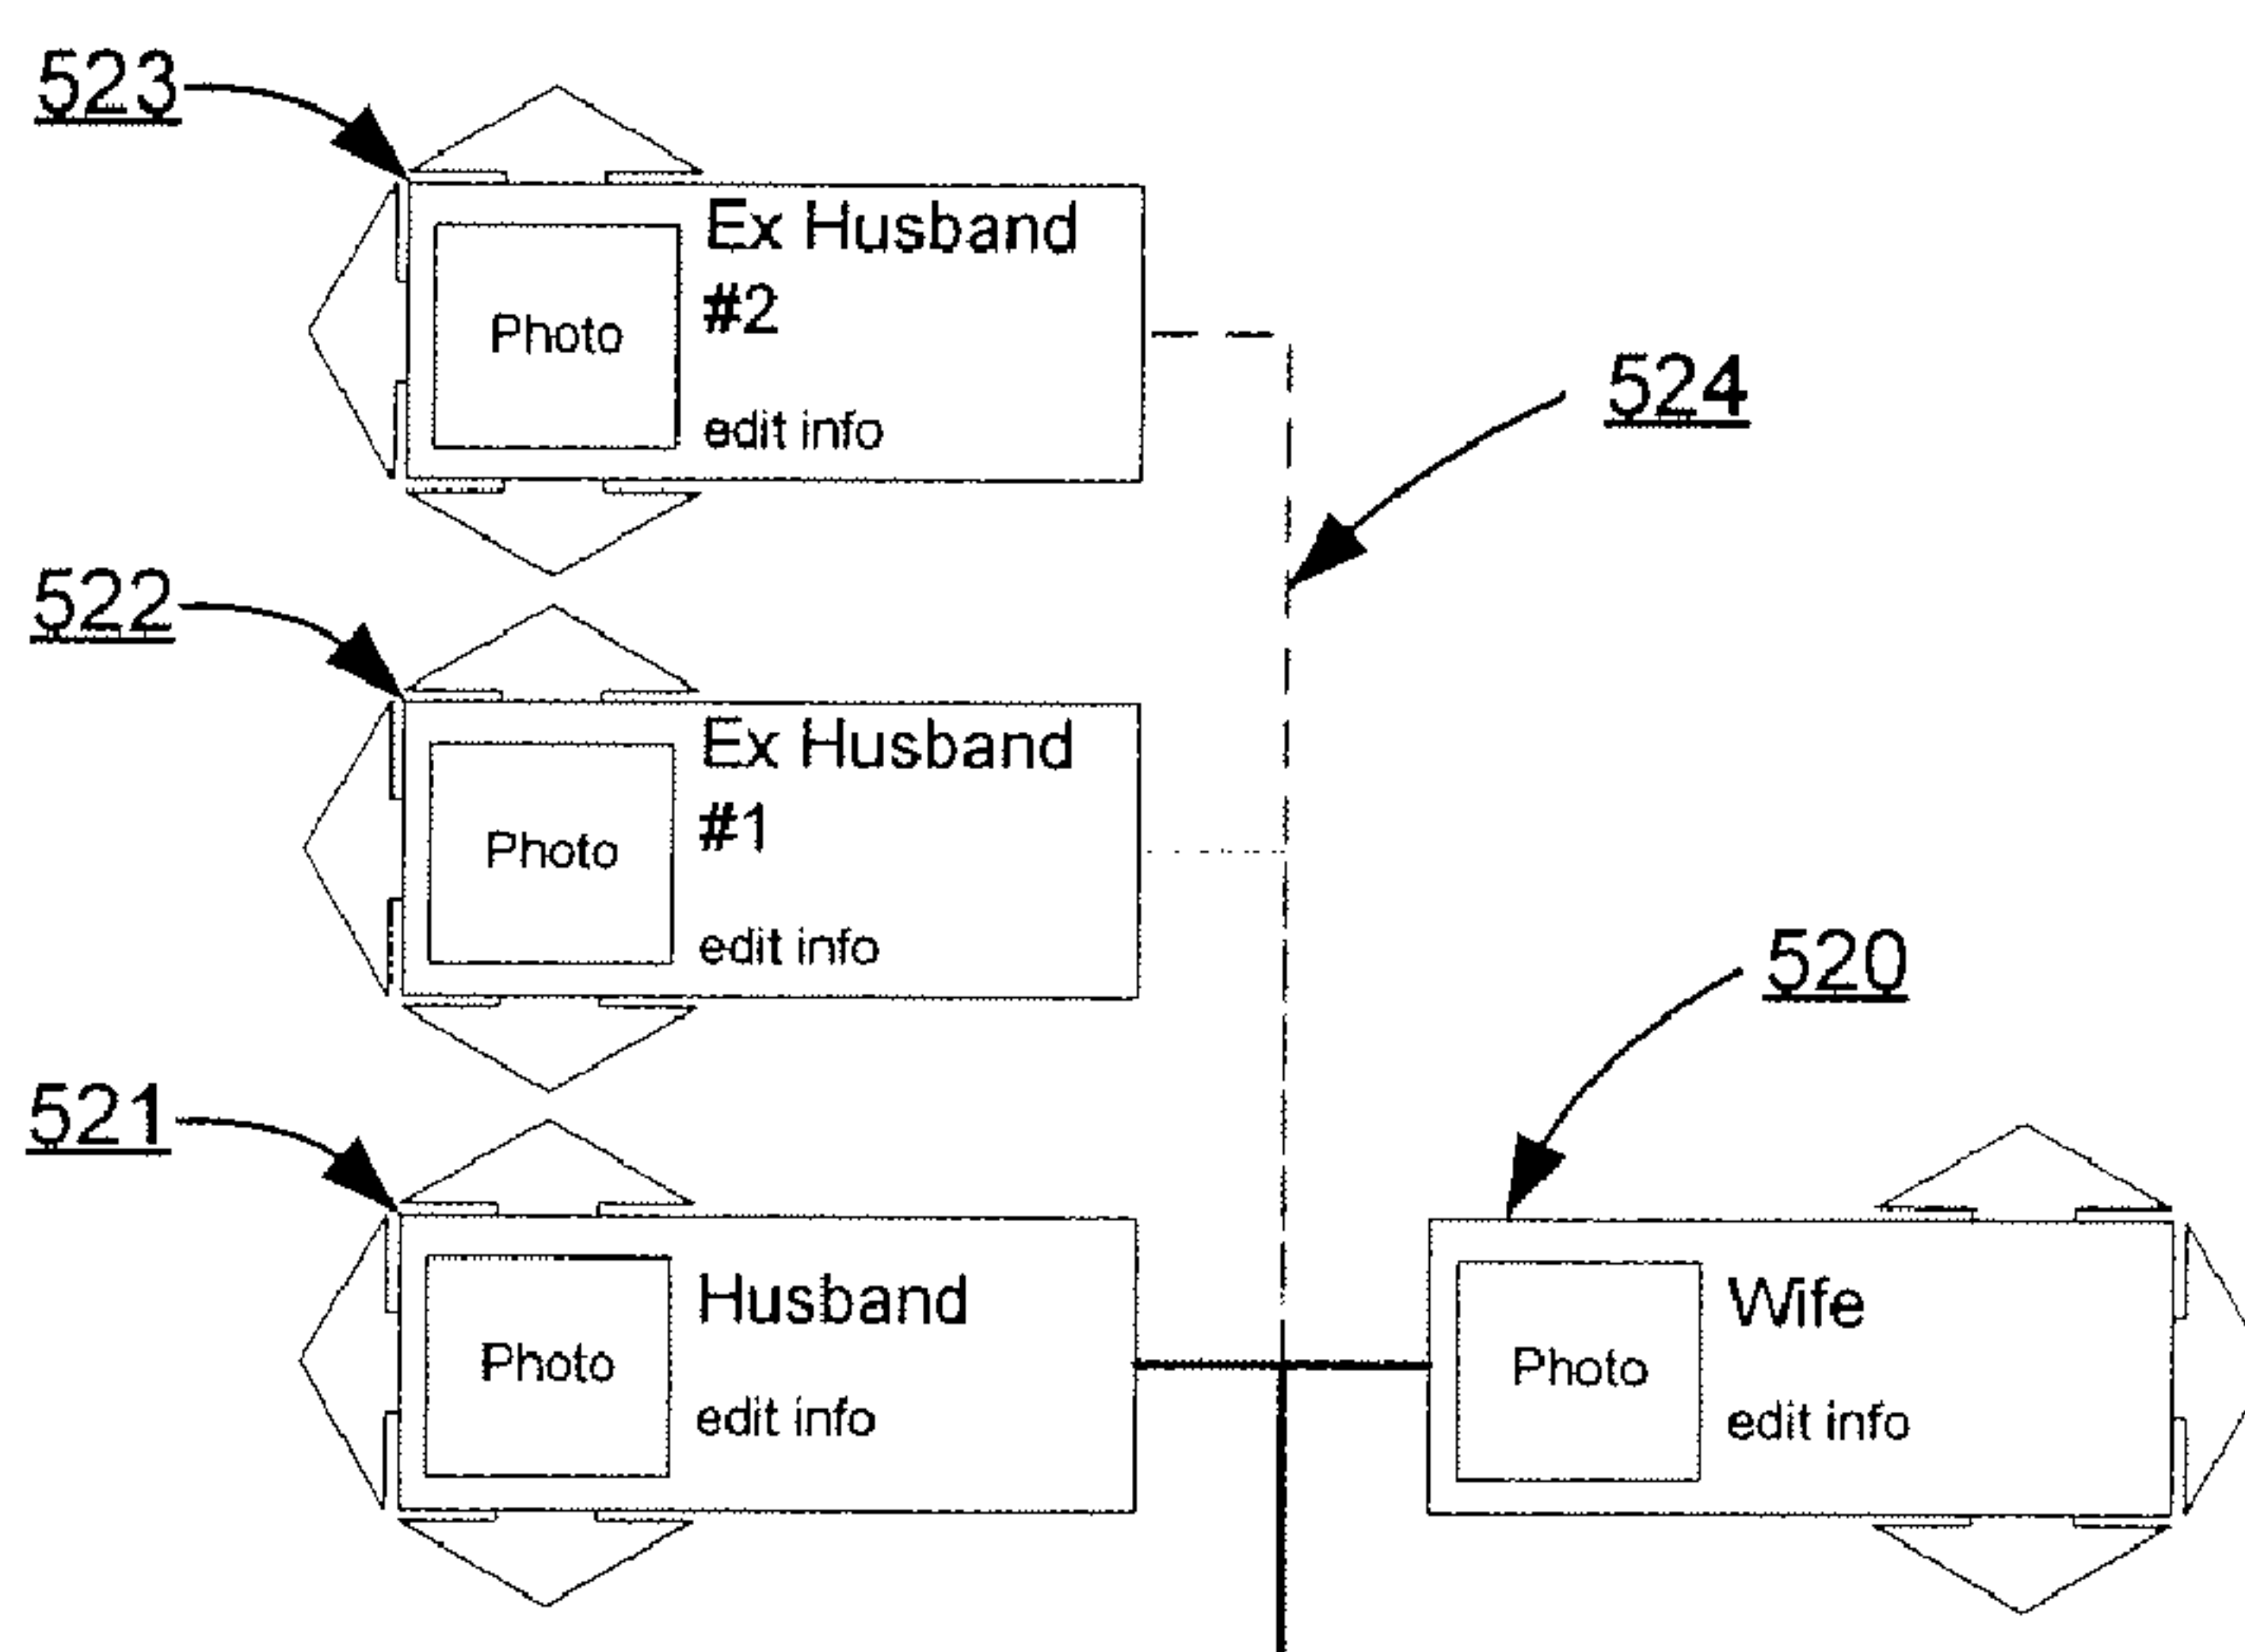 523
Ex Husband
#2
Photo
edit info
524
522
Ex Husband
#1
Photo
edit info
520
521
Husband
Photo
edit info
Wife
Photo
edit info